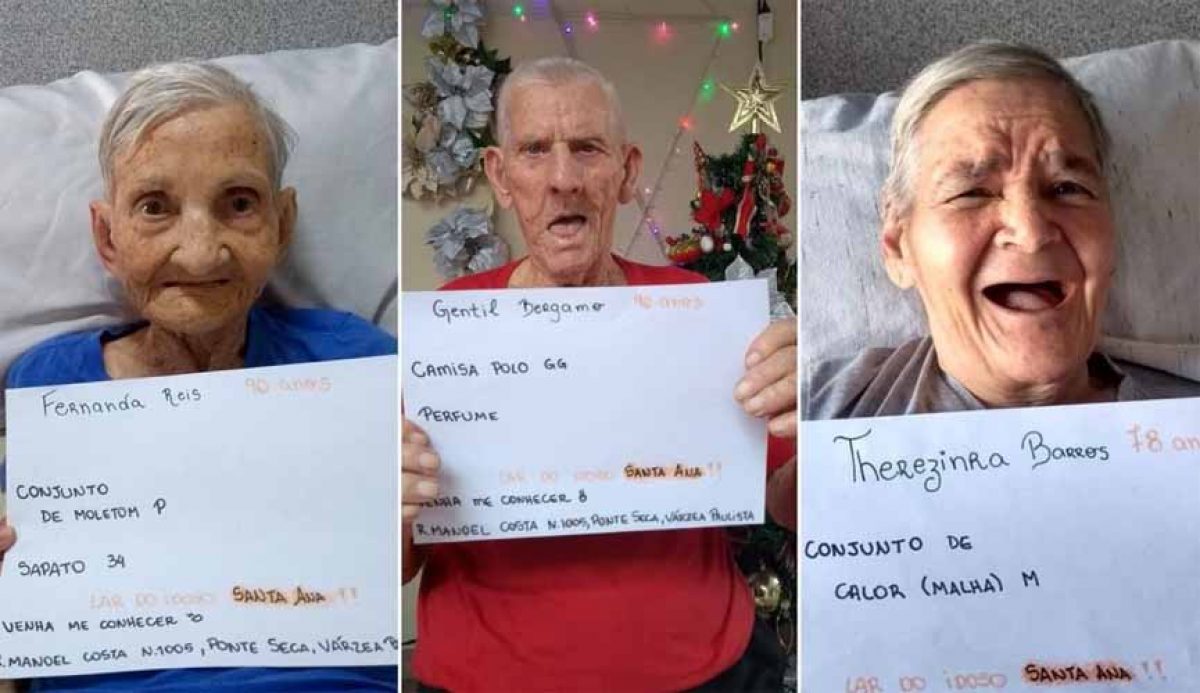 Fernanda Reis 90 anos
CONJUNTO
DE MOLETOM P
SAPATO 34
LAR DO iDOSO SANTA ANA !!
VENHA ME CONHECER
R. MANOEL COSTA N.1005, PONTE SECA, VÁRZEA P
Gentil Bergamo 90 anos
CAMISA POLO GG
PERFUME
LAR DO iDOSO SANTA ANA !!
VENHA ME CONHECER
R. MANOEL COSTA N.1005, PONTE SECA, VÁRZEA PAULISTA
Therezinha Barros 78 an
CONJUNTO DE
CALOR (MALHA) M
LAR DO iDOSO SANTA ANA !!